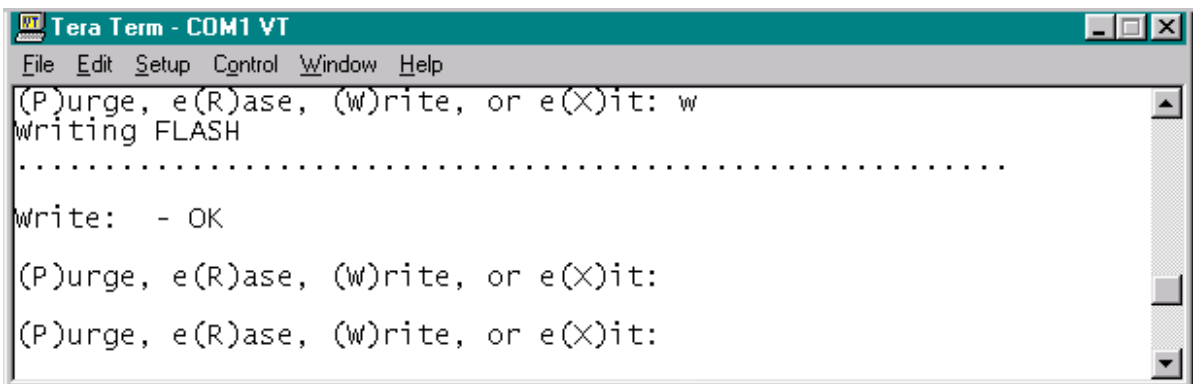 Tera Term - COM1 VT
File Edit Setup Control Window Help
(P)urge, e(R)ase, (W)rite, or e(X)it: w
Writing FLASH
.........................................................
Write:  - OK
(P)urge, e(R)ase, (W)rite, or e(X)it:
(P)urge, e(R)ase, (W)rite, or e(X)it: